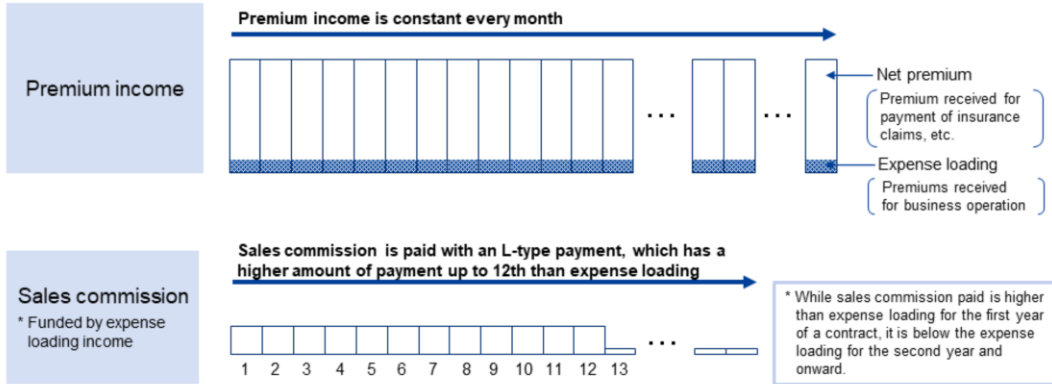 Premium income is constant every month
Premium income
Net premium
Premium received for
payment of insurance
claims, etc.
...
...
Expense loading
Premiums received
for business operation
Sales commission is paid with an L-type payment, which has a
higher amount of payment up to 12th than expense loading
Sales commission
* Funded by expense
loading income
* While sales commission paid is higher
than expense loading for the first year
of a contract, it is below the expense
loading for the second year and
onward.
...
1 2 3 4 5 6 7 8 9 10 11 12 13